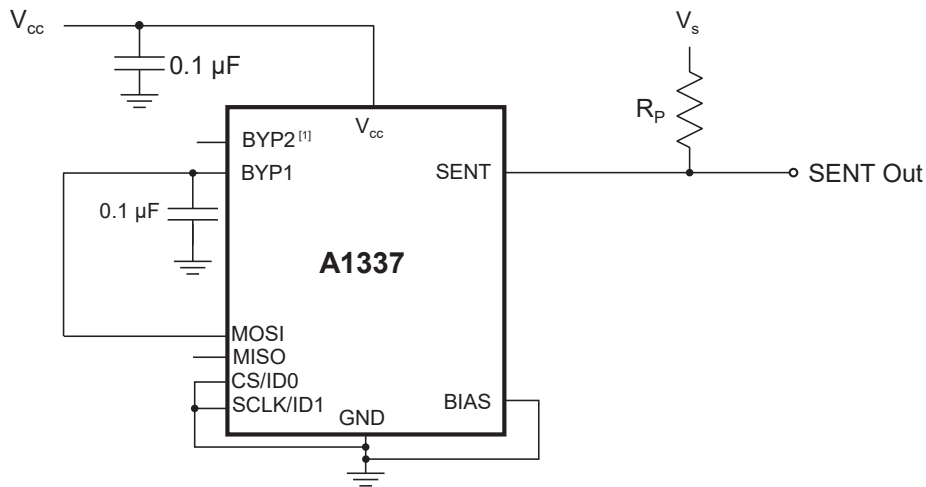 Vcc
0.1 µF
Vs
RP
Vcc
BYP2 [1]
BYP1
SENT
SENT Out
0.1 µF
A1337
MOSI
MISO
CS/ID0
SCLK/ID1
GND
BIAS